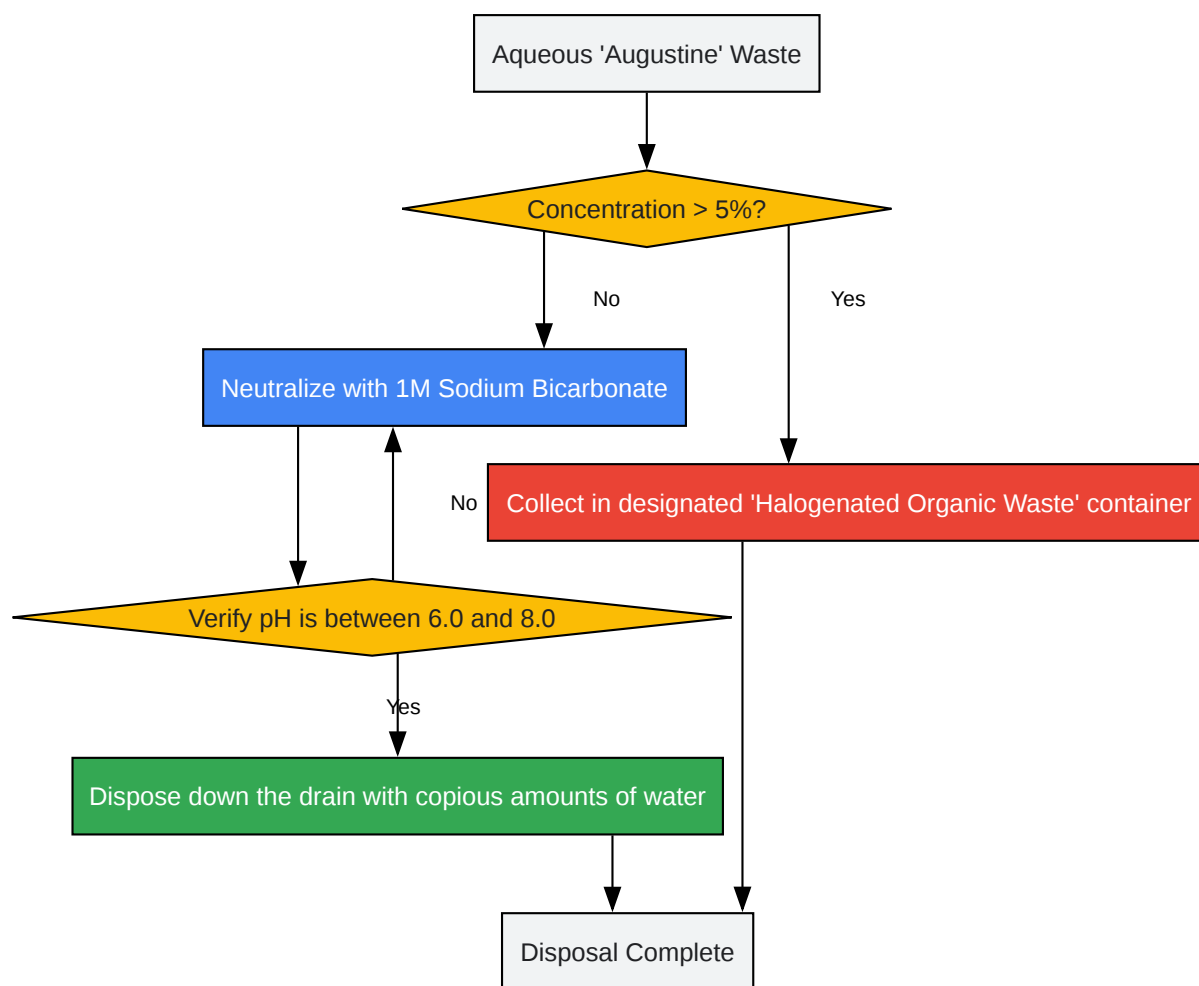 Aqueous 'Augustine' Waste
Concentration > 5%?
No
Yes
Neutralize with 1M Sodium Bicarbonate
No
Collect in designated 'Halogenated Organic Waste' container
Verify pH is between 6.0 and 8.0
Yes
Dispose down the drain with copious amounts of water
Disposal Complete